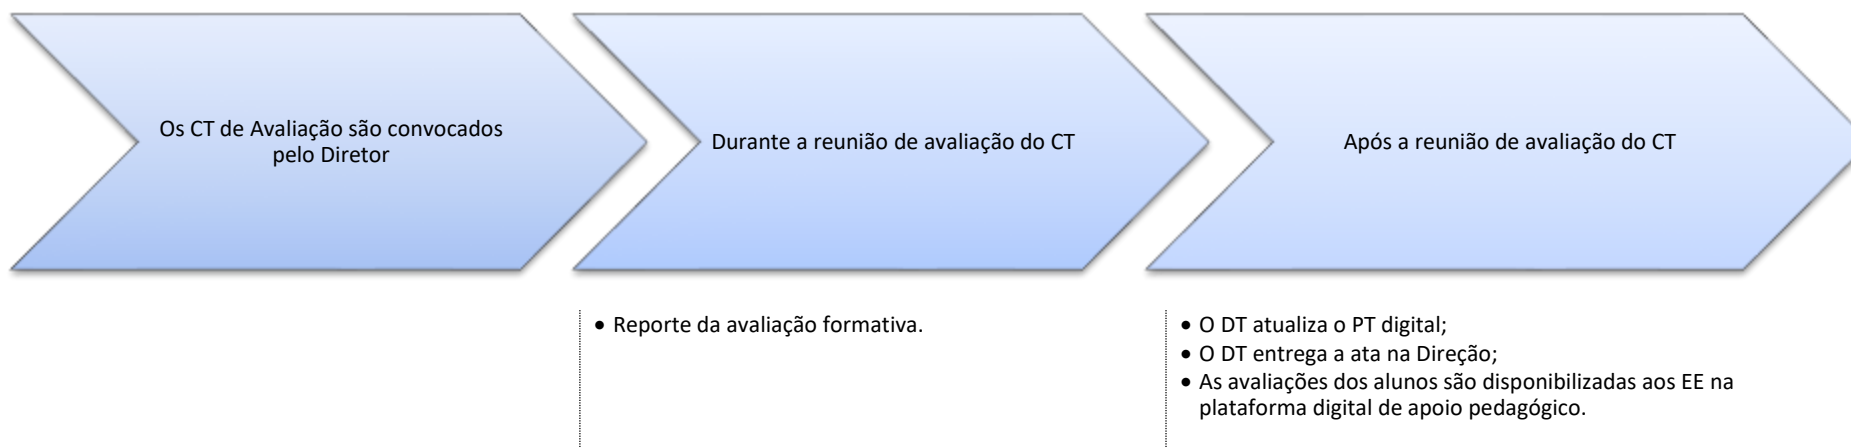 Os CT de Avaliação são convocados
pelo Diretor
Durante a reunião de avaliação do CT
Após a reunião de avaliação do CT
• Reporte da avaliação formativa.
• O DT atualiza o PT digital;
• O DT entrega a ata na Direção;
• As avaliações dos alunos são disponibilizadas aos EE na
plataforma digital de apoio pedagógico.